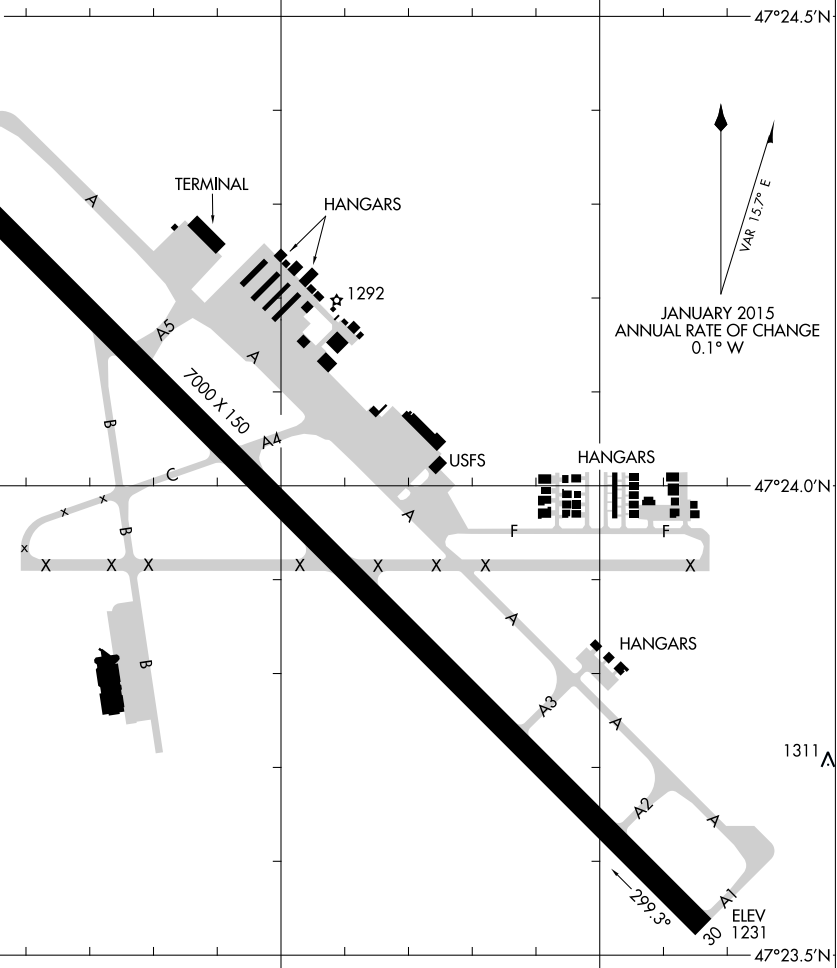 47°24.5'N
TERMINAL
HANGARS
A
VAR 15.7° E
1292
JANUARY 2015
ANNUAL RATE OF CHANGE
0.1° W
A5
A
7000 X 150
B
A4
C
USFS
HANGARS
47°24.0'N
x
x
A
B
F
F
x
X
X
X
X
X
X
X
X
A
HANGARS
B
A3
A
1311
A2
A
299.3°
A1
ELEV
1231
30
47°23.5'N